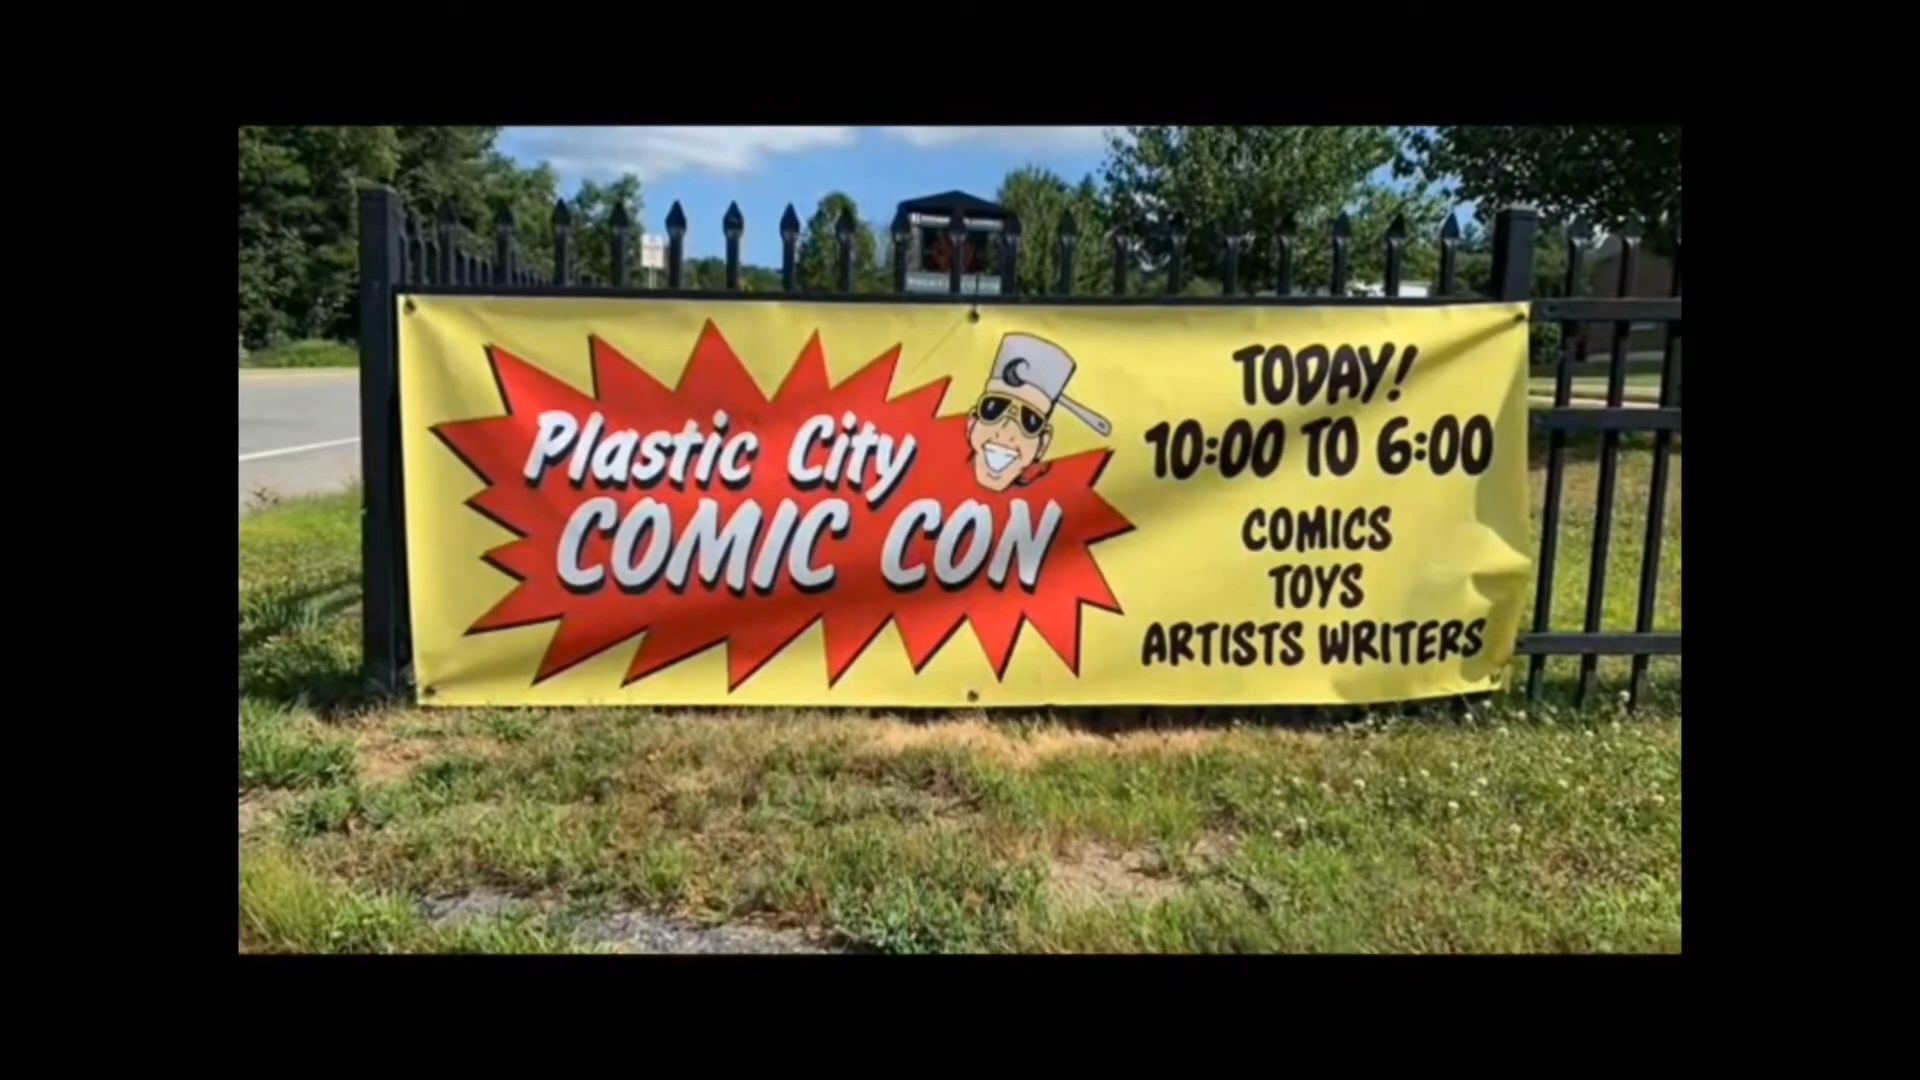 Plastic City
COMIC CON
TODAY!
10:00 TO 6:00
COMICS
TOYS
ARTISTS WRITERS